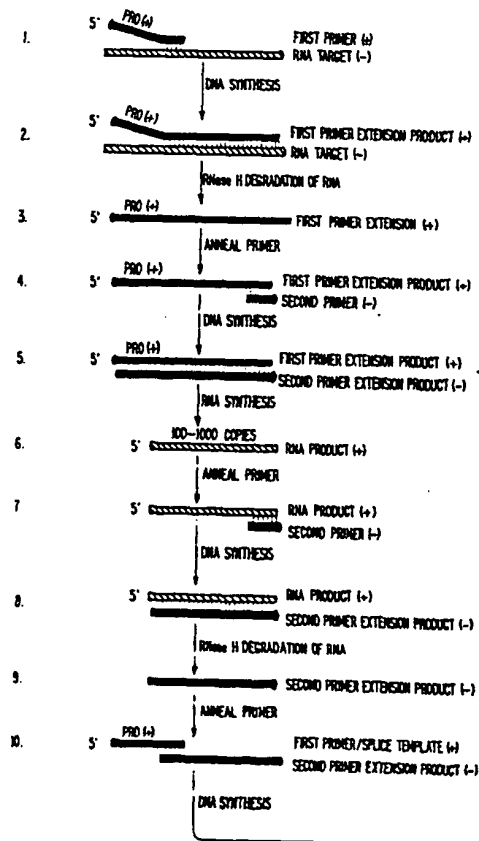 5' PRO(+)
1. FIRST PRIMER (+)
RNA TARGET (-)
DNA SYNTHESIS
5' PRO(+)
2. FIRST PRIMER EXTENSION PRODUCT (+)
RNA TARGET (-)
RNase H DEGRADATION OF RNA
PRO (+)
3. 5' FIRST PRIMER EXTENSION (+)
ANNEAL PRIMER
PRO (+)
4. 5' FIRST PRIMER EXTENSION PRODUCT (+)
SECOND PRIMER (-)
DNA SYNTHESIS
PRO (+)
5. 5' FIRST PRIMER EXTENSION PRODUCT (+)
SECOND PRIMER EXTENSION PRODUCT (-)
RNA SYNTHESIS
100-1000 COPIES
6. 5' RNA PRODUCT (+)
ANNEAL PRIMER
7 5' RNA PRODUCT (+)
SECOND PRIMER (-)
DNA SYNTHESIS
8. 5' RNA PRODUCT (+)
SECOND PRIMER EXTENSION PRODUCT (-)
RNase H DEGRADATION OF RNA
9. SECOND PRIMER EXTENSION PRODUCT (-)
ANNEAL PRIMER
PRO (+)
10. 5' FIRST PRIMER/SPLICE TEMPLATE (+)
SECOND PRIMER EXTENSION PRODUCT (-)
DNA SYNTHESIS